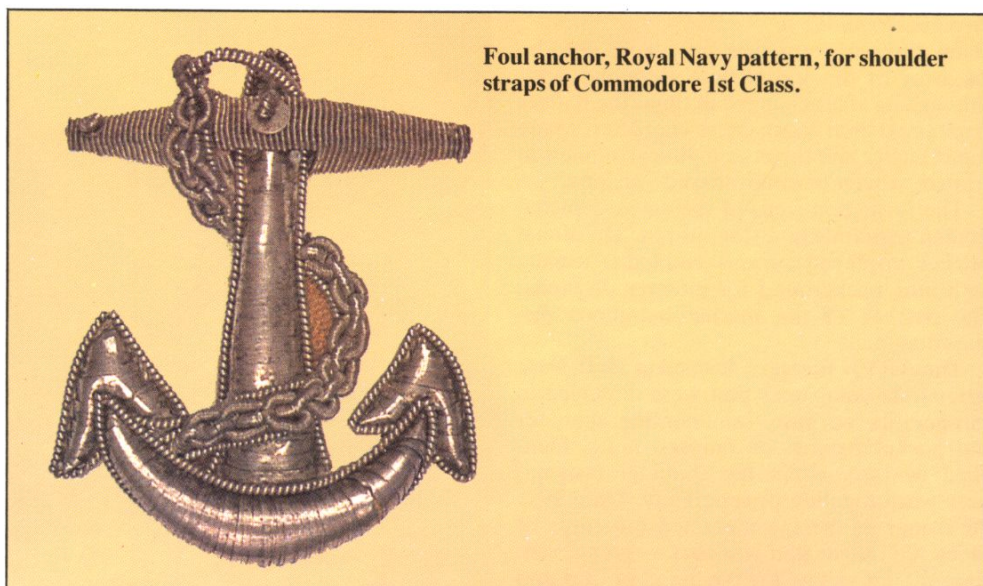 Foul anchor, Royal Navy pattern, for shoulder
straps of Commodore 1st Class.